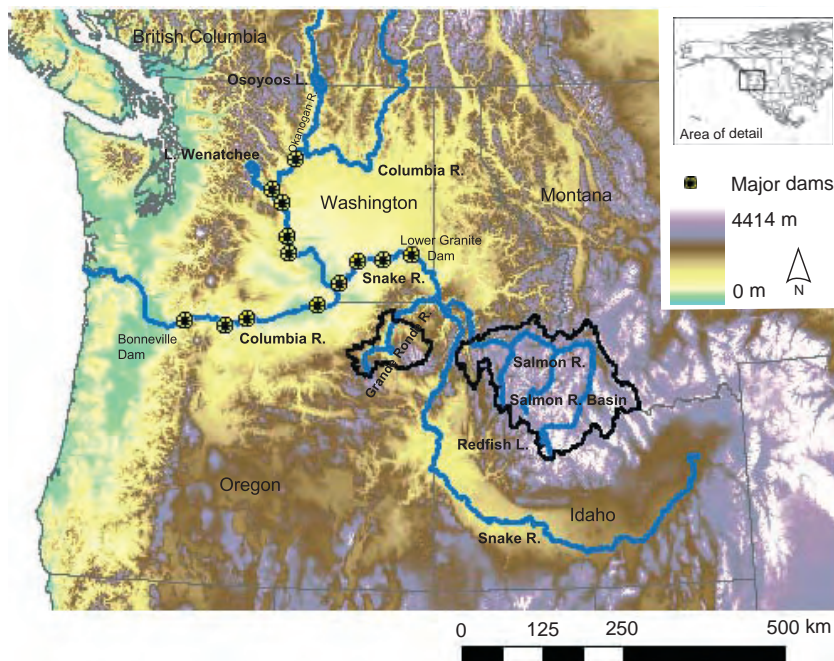 British Columbia
Osoyoos L.
Okanogan R.
L. Wenatchee
Columbia R.
Washington
Montana
Lower Granite
Dam
Snake R.
Bonneville
Dam
Columbia R.
Grande Ronde R.
Salmon R.
Salmon R. Basin
Redfish L.
Oregon
Idaho
Snake R.
Area of detail
Major dams
4414 m
0 m
N
0 125 250 500 km